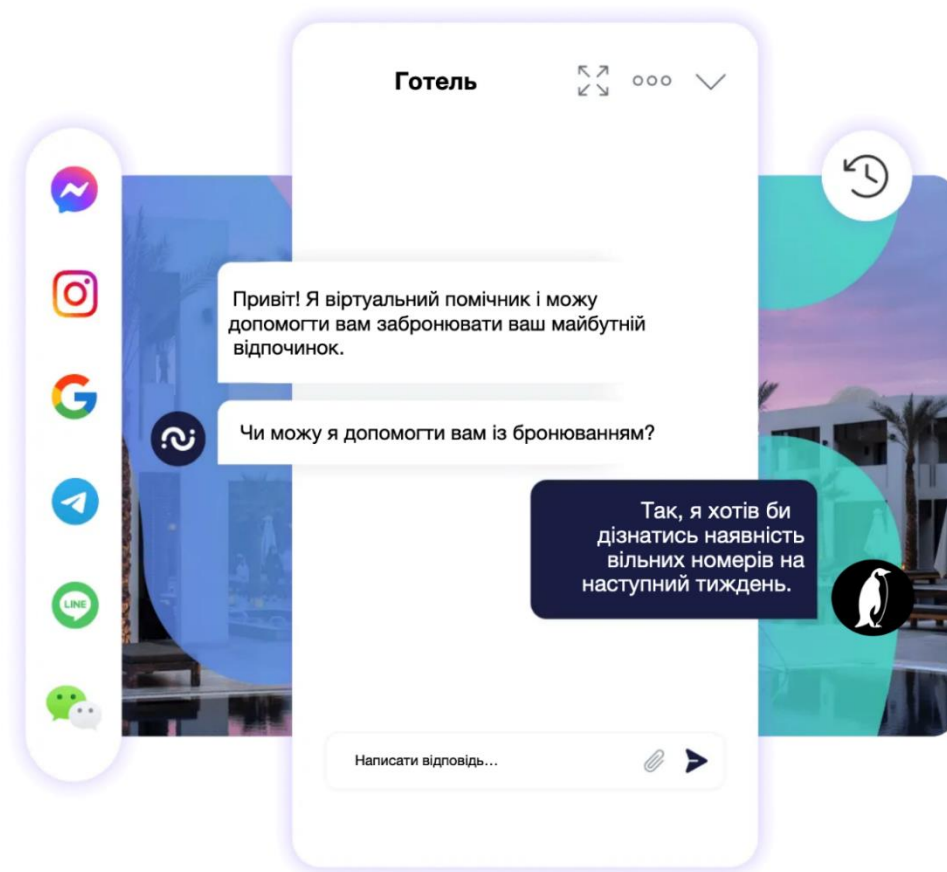 Готель
Привіт! Я віртуальний помічник і можу
допомогти вам забронювати ваш майбутній
відпочинок.
Чи можу я допомогти вам із бронюванням?
Так, я хотів би
дізнатись наявність
вільних номерів на
наступний тиждень.
LINE
Написати відповідь...